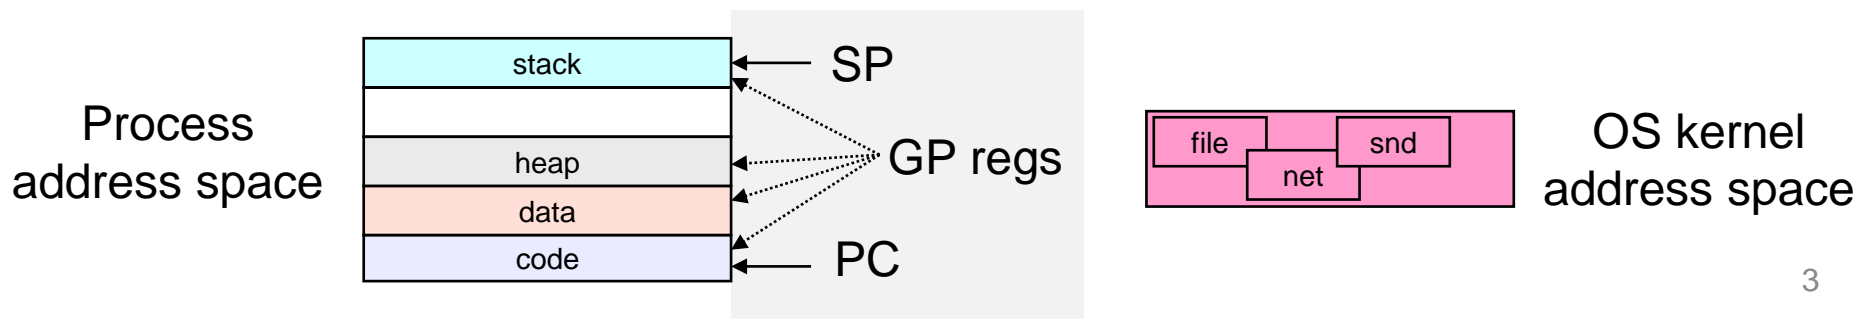 Process
address space
stack
heap
data
code
SP
GP regs
PC
file
net
snd
OS kernel
address space
3